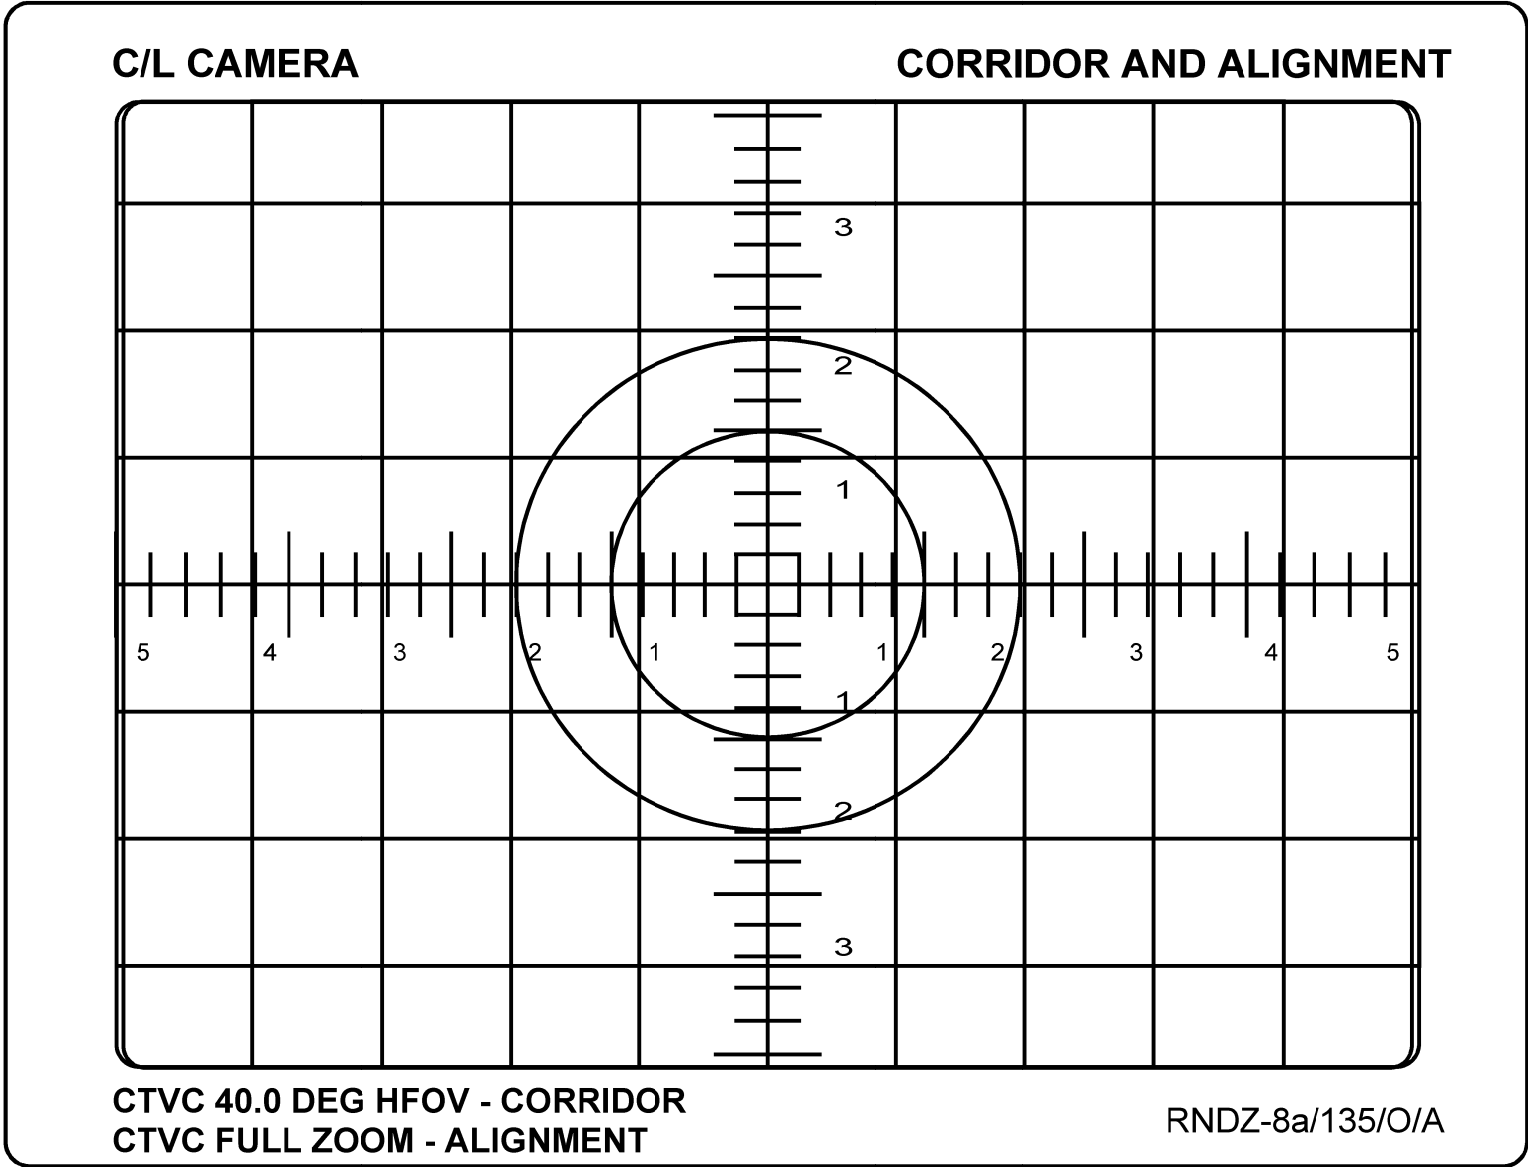 C/L CAMERA
CORRIDOR AND ALIGNMENT
3
2
1
5 4 3 2 1 1 2 3 4 5
1
2
3
CTVC 40.0 DEG HFOV - CORRIDOR
CTVC FULL ZOOM - ALIGNMENT
RNDZ-8a/135/O/A